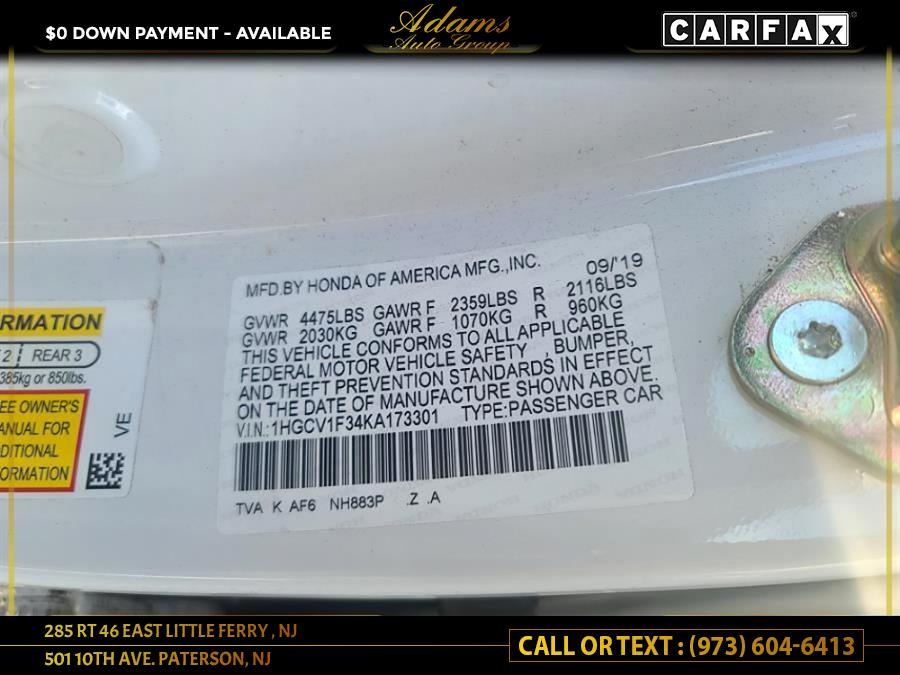 $0 DOWN PAYMENT - AVAILABLE
Adams
Auto Group
CARFAX
MFD.BY HONDA OF AMERICA MFG.,INC. 09/'19
GVWR 4475LBS GAWR F 2359LBS R 2116LBS
GVWR 2030KG GAWR F 1070KG R 960KG
THIS VEHICLE CONFORMS TO ALL APPLICABLE
FEDERAL MOTOR VEHICLE SAFETY , BUMPER,
AND THEFT PREVENTION STANDARDS IN EFFECT
ON THE DATE OF MANUFACTURE SHOWN ABOVE.
V.I.N.:1HGCV1F34KA173301 TYPE:PASSENGER CAR
TVA K AF6 NH883P .Z .A
RMATION
2 REAR 3
385kg or 850lbs.
EE OWNER'S
ANUAL FOR
DITIONAL
ORMATION
VE
285 RT 46 EAST LITTLE FERRY , NJ
501 10TH AVE. PATERSON, NJ
CALL OR TEXT : (973) 604-6413